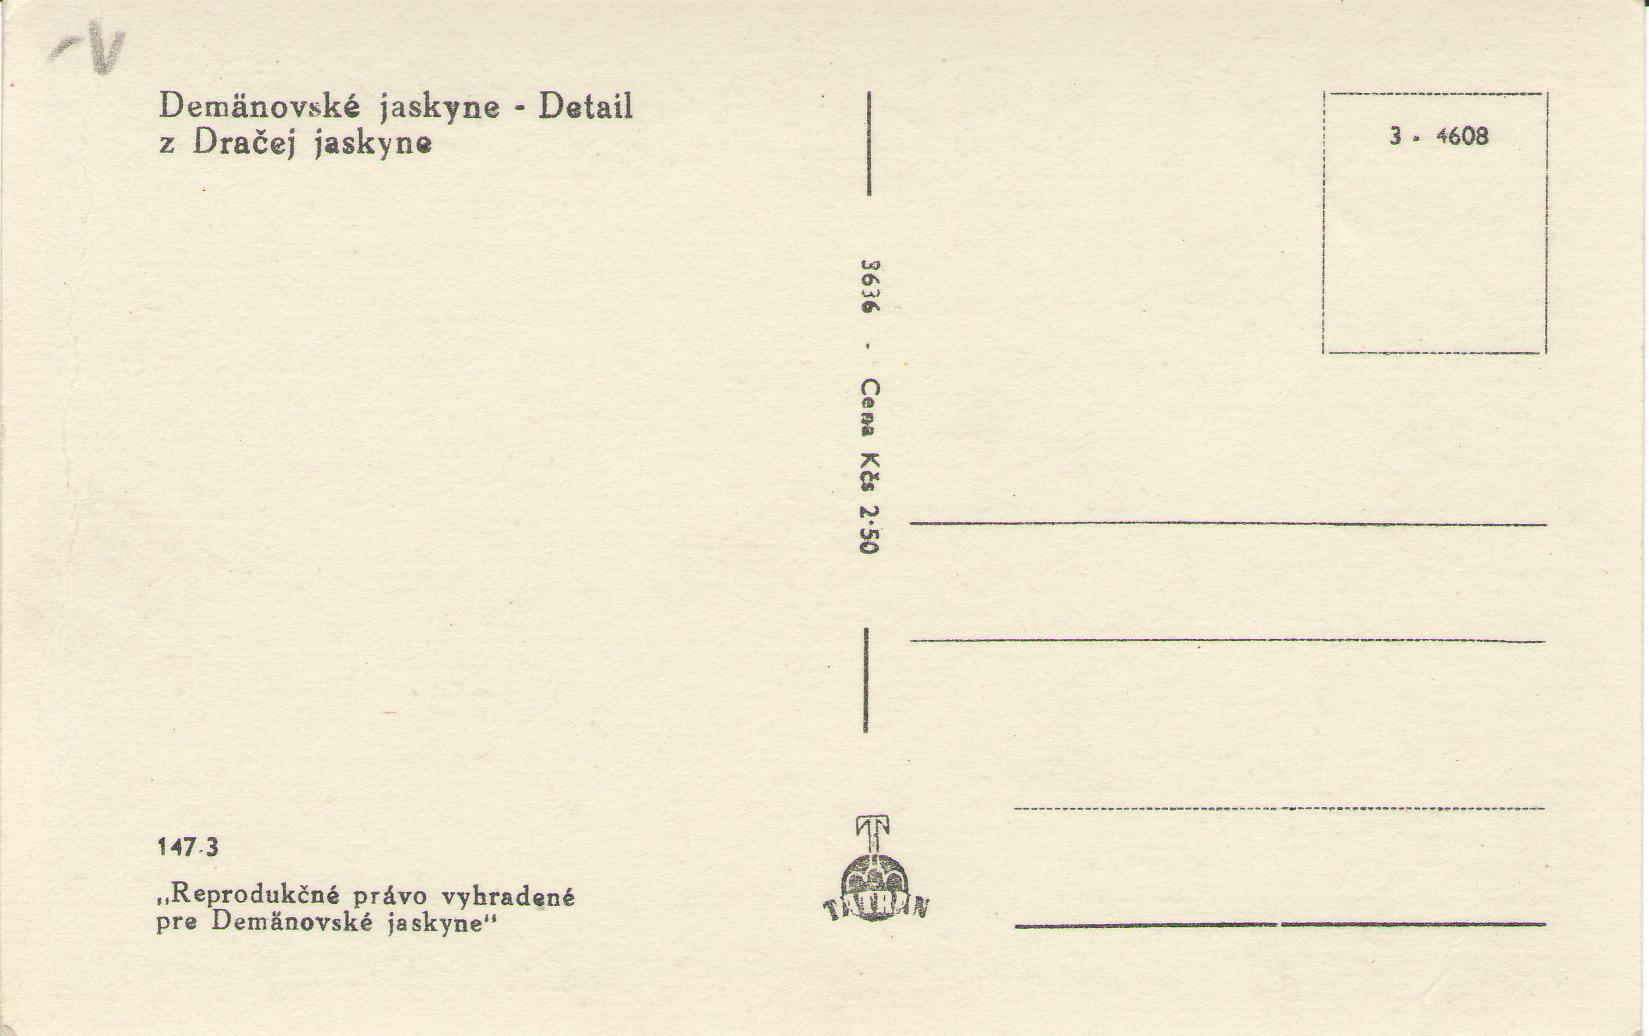 Demänovské jaskyne - Detail
z Dračej jaskyne
3 - 4608
3636 - Cena Kčs 2·50
147-3
„Reprodukčné právo vyhradené
pre Demänovské jaskyne“
T
TATRAN